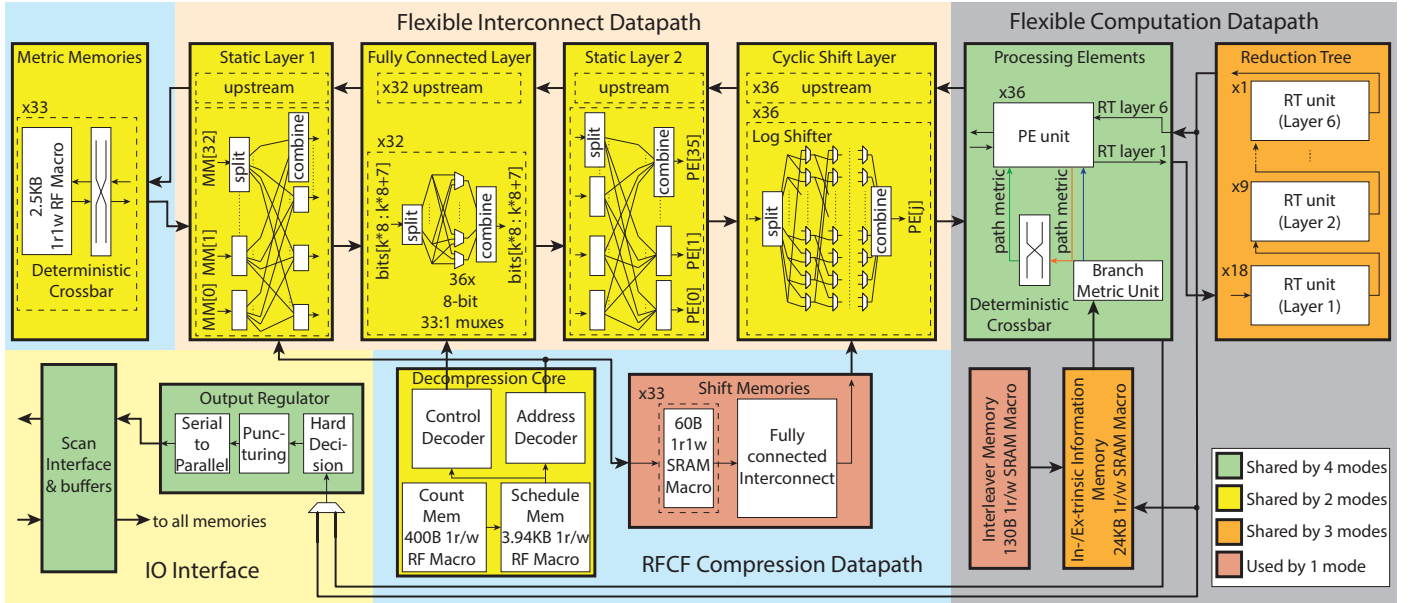 Flexible Interconnect Datapath
Flexible Computation Datapath
Metric Memories
x33
2.5KB
1r1w RF Macro
Deterministic
Crossbar
Static Layer 1
upstream
MM[32]
MM[1]
MM[0]
split
combine
Fully Connected Layer
x32 upstream
x32
bits[k*8 : k*8+7]
split
combine
bits[k*8 : k*8+7]
36x
8-bit
33:1 muxes
Static Layer 2
upstream
split
combine
PE[35]
PE[1]
PE[0]
Cyclic Shift Layer
x36
upstream
x36
Log Shifter
split
combine
PE[j]
Processing Elements
x36
PE unit
RT layer 6
RT layer 1
path metric
path metric
Branch
Metric Unit
Deterministic
Crossbar
Reduction Tree
x1
RT unit
(Layer 6)
x9
RT unit
(Layer 2)
x18
RT unit
(Layer 1)
Scan
Interface
& buffers
Output Regulator
Serial
to
Parallel
Punc-
turing
Hard
Deci-
sion
to all memories
IO Interface
Decompression Core
Control
Decoder
Address
Decoder
Count
Mem
400B 1r/w
RF Macro
Schedule
Mem
3.94KB 1r/w
RF Macro
Shift Memories
x33
60B
1r1w
SRAM
Macro
Fully
connected
Interconnect
RFCF Compression Datapath
Interleaver Memory
130B 1r/w SRAM Macro
In-/Ex-trinsic Information
Memory
24KB 1r/w SRAM Macro
Shared by 4 modes
Shared by 2 modes
Shared by 3 modes
Used by 1 mode